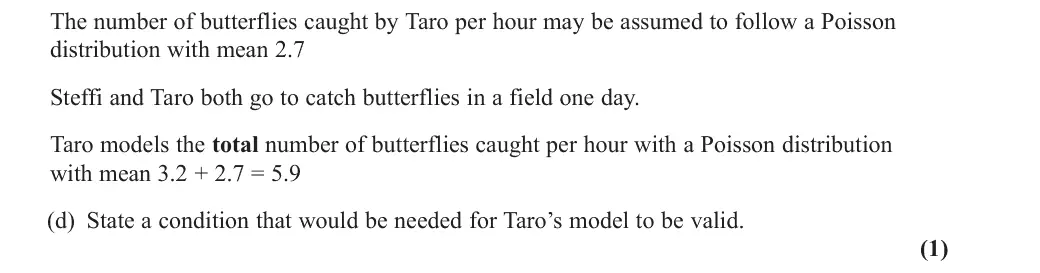 The number of butterflies caught by Taro per hour may be assumed to follow a Poisson
distribution with mean 2.7
Steffi and Taro both go to catch butterflies in a field one day.
Taro models the total number of butterflies caught per hour with a Poisson distribution
with mean 3.2 + 2.7 = 5.9
(d) State a condition that would be needed for Taro’s model to be valid.
(1)